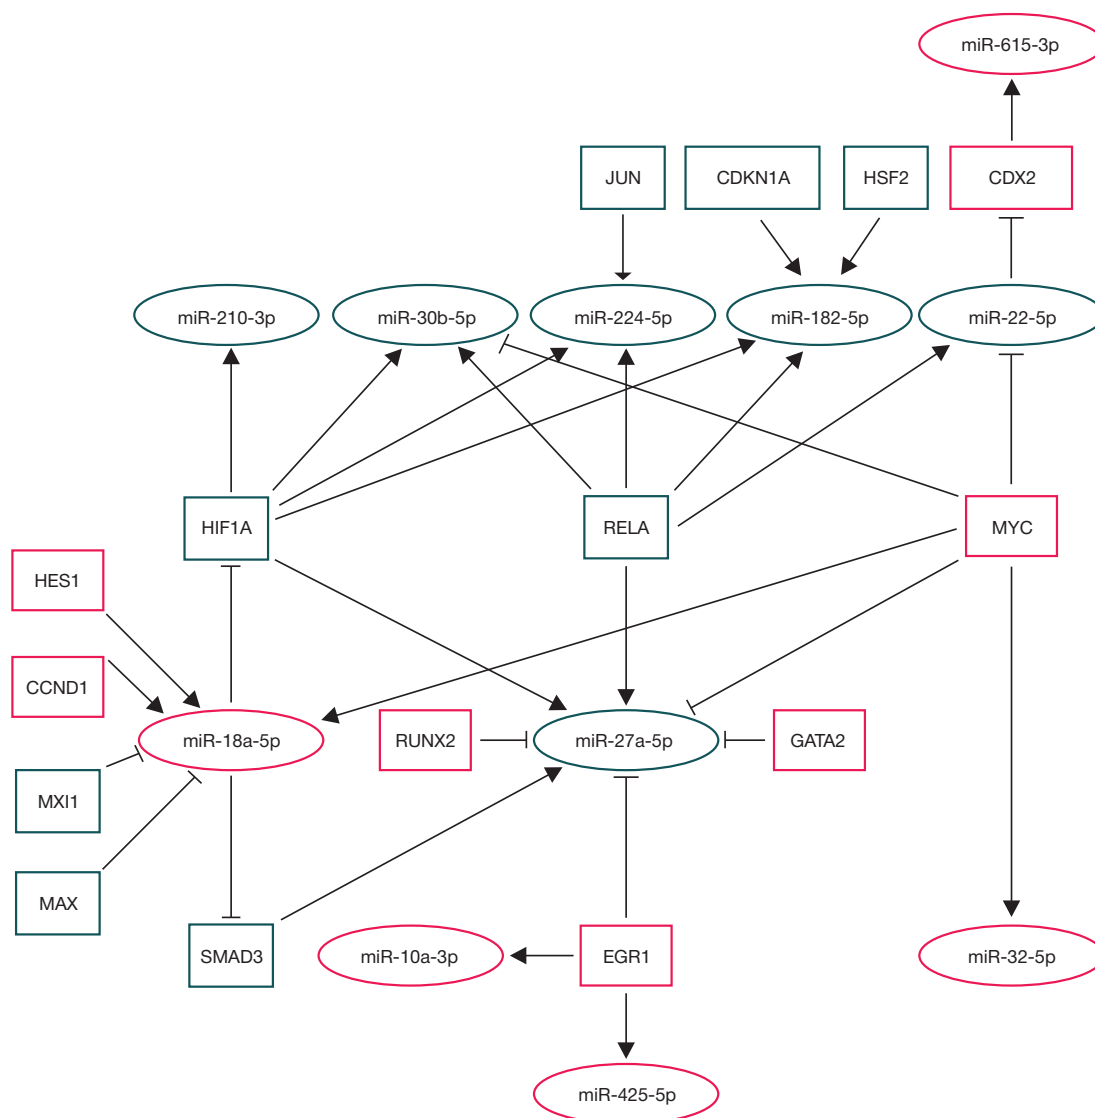 miR-615-3p
JUN
CDKN1A
HSF2
CDX2
miR-210-3p
miR-30b-5p
miR-224-5p
miR-182-5p
miR-22-5p
HIF1A
RELA
MYC
HES1
CCND1
miR-18a-5p
RUNX2
miR-27a-5p
GATA2
MXI1
MAX
SMAD3
miR-10a-3p
EGR1
miR-32-5p
miR-425-5p